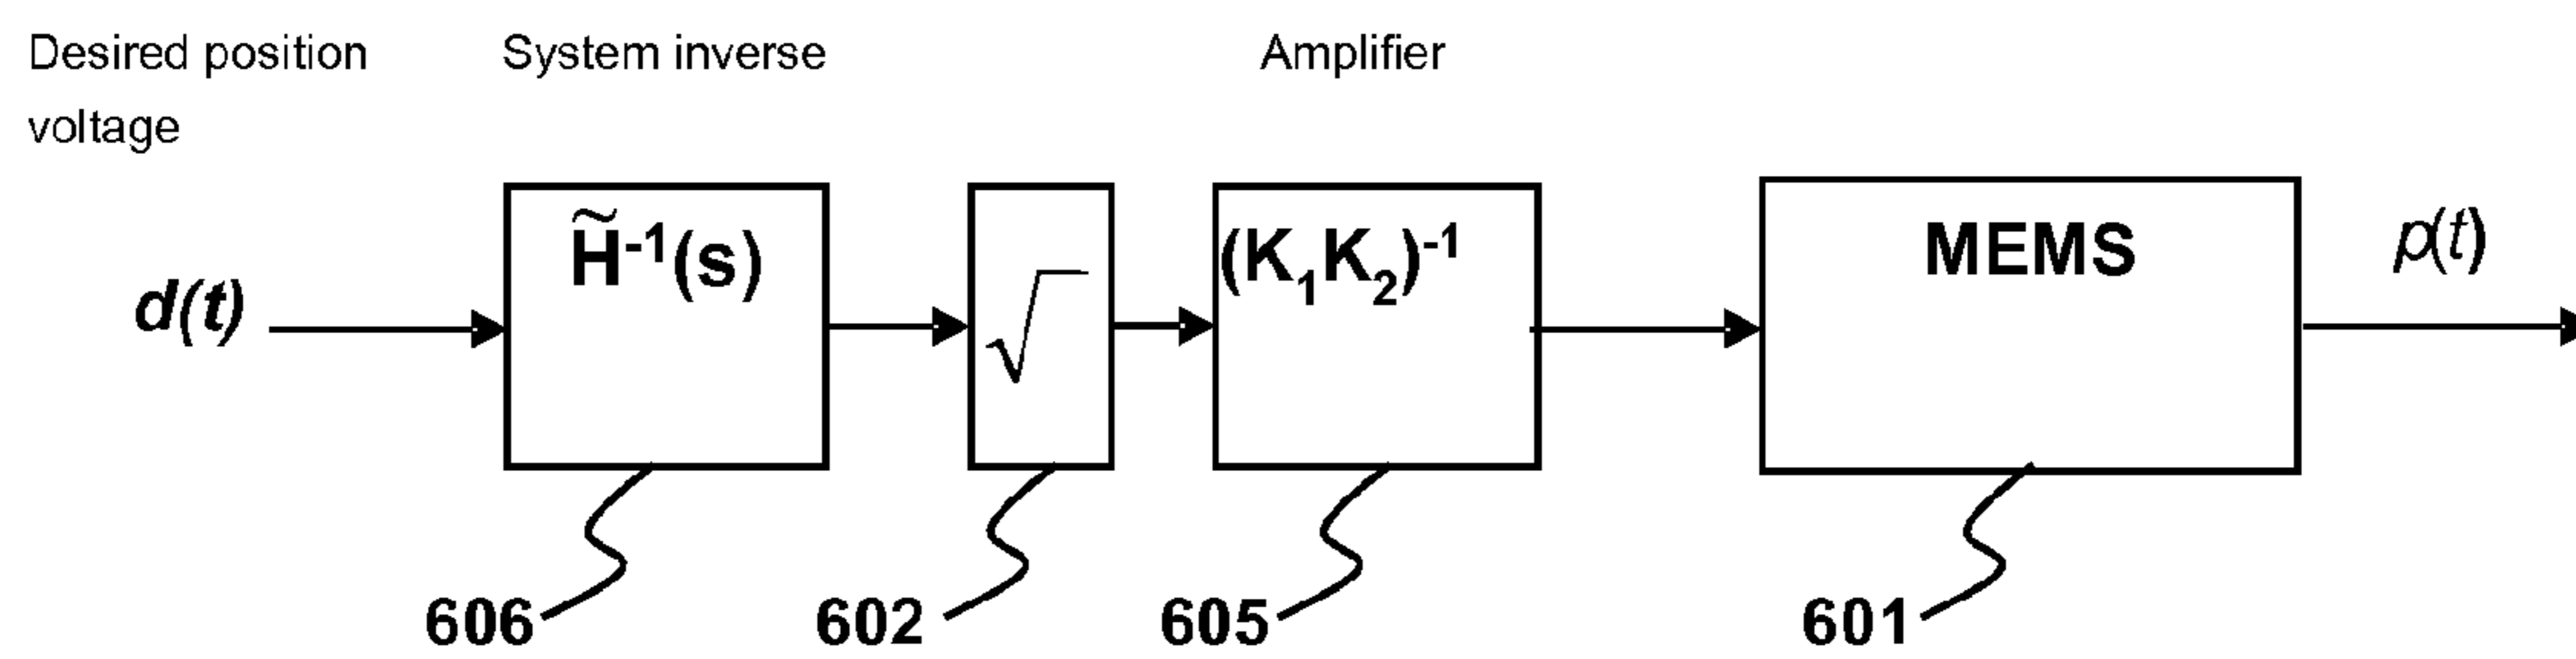 Desired position
voltage
System inverse
Amplifier
d(t)
H̃⁻¹(s)
√
(K₁K₂)⁻¹
MEMS
p(t)
606
602
605
601